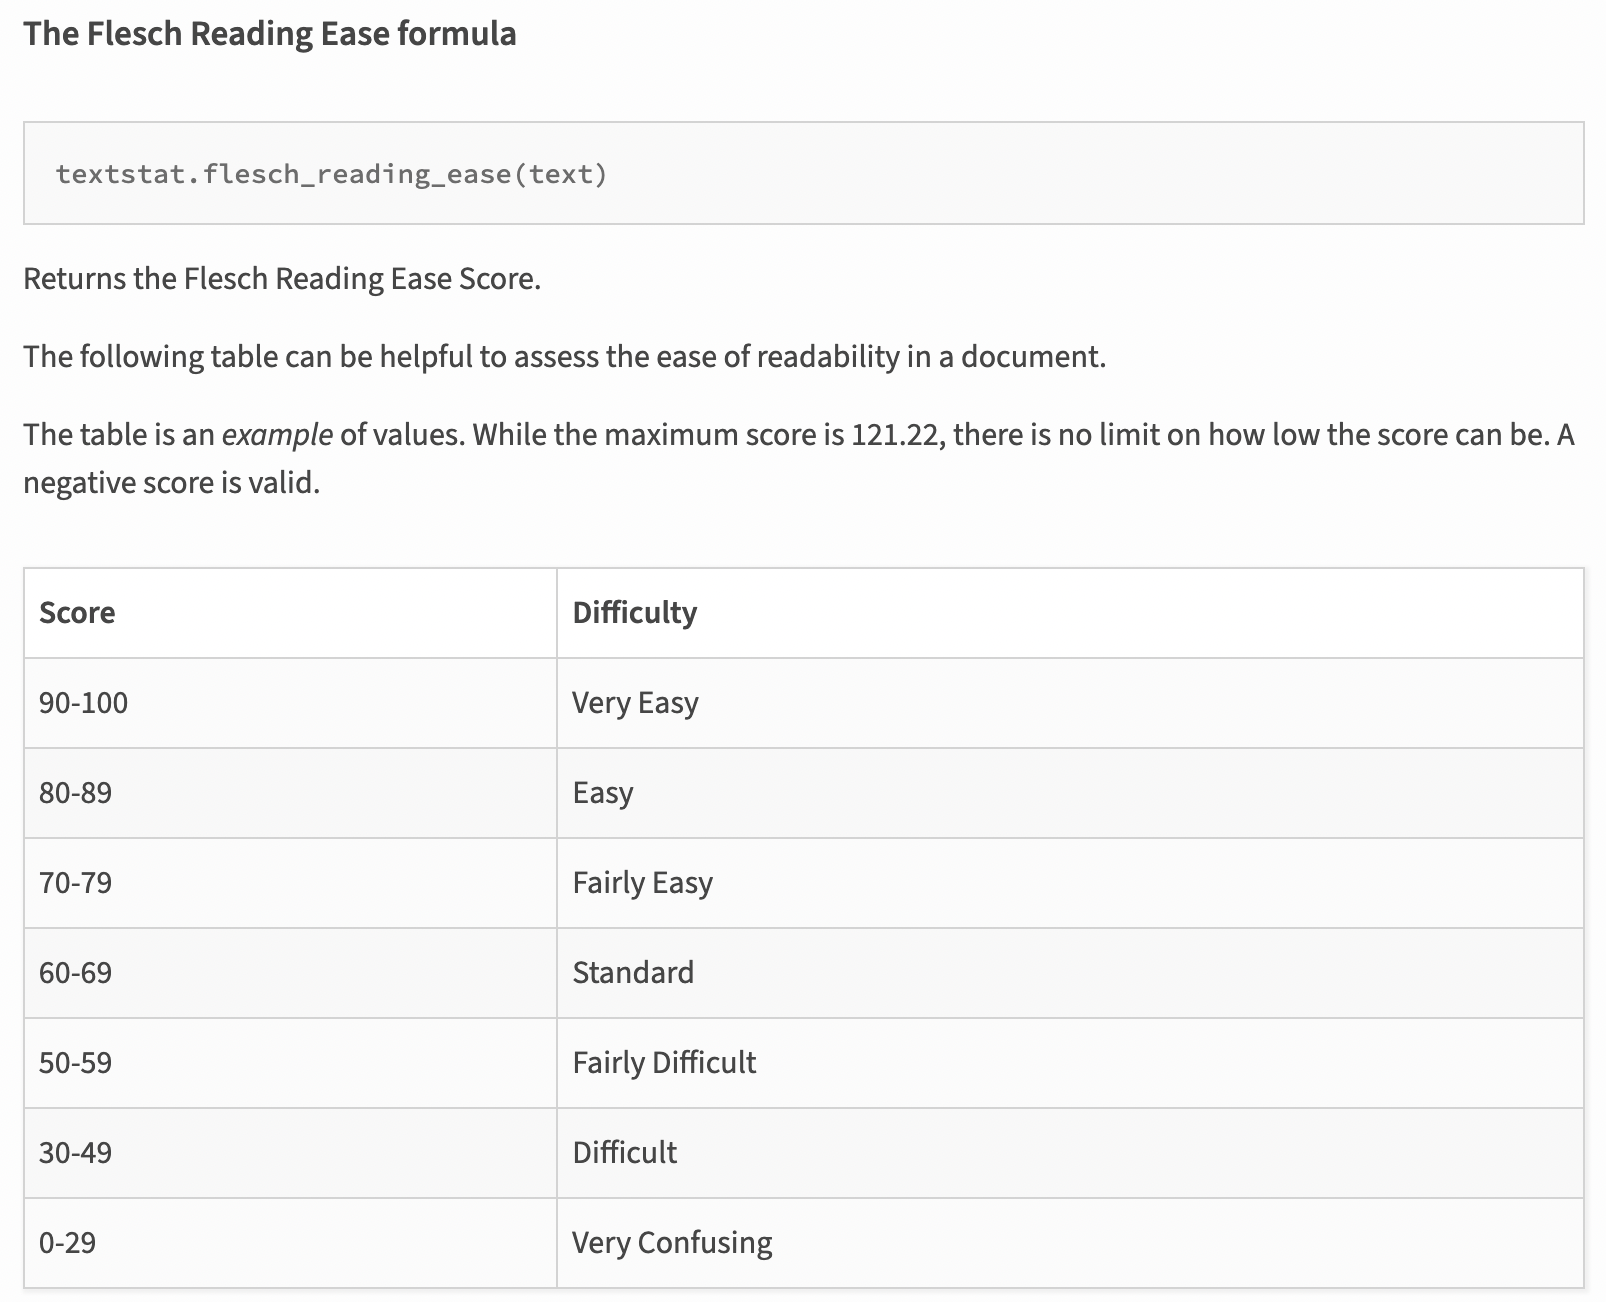 The Flesch Reading Ease formula
textstat.flesch_reading_ease(text)
Returns the Flesch Reading Ease Score.
The following table can be helpful to assess the ease of readability in a document.
The table is an example of values. While the maximum score is 121.22, there is no limit on how low the score can be. A
negative score is valid.
Score Difficulty
90-100 Very Easy
80-89 Easy
70-79 Fairly Easy
60-69 Standard
50-59 Fairly Difficult
30-49 Difficult
0-29 Very Confusing